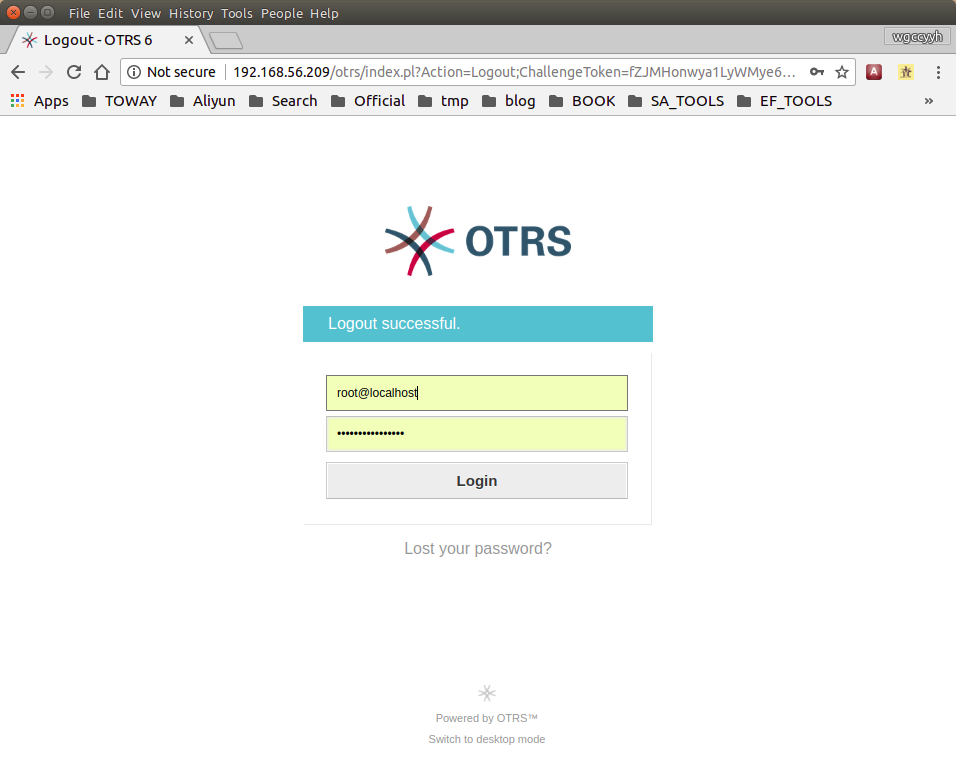 File Edit View History Tools People Help
Logout - OTRS 6
wgccyyh
Not secure 192.168.56.209/otrs/index.pl?Action=Logout;ChallengeToken=fZJMHonwya1LyWMye6...
Apps TOWAY Aliyun Search Official tmp blog BOOK SA_TOOLS EF_TOOLS »
OTRS
Logout successful.
root@localhost
••••••••••••••••
Login
Lost your password?
Powered by OTRS™
Switch to desktop mode